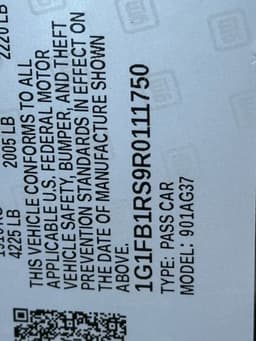 4225 LB 2005 LB 2220 LB
THIS VEHICLE CONFORMS TO ALL
APPLICABLE U.S. FEDERAL MOTOR
VEHICLE SAFETY, BUMPER, AND THEFT
PREVENTION STANDARDS IN EFFECT ON
THE DATE OF MANUFACTURE SHOWN
ABOVE.
1G1FB1RS9R0111750
TYPE: PASS CAR
MODEL: 901AG37